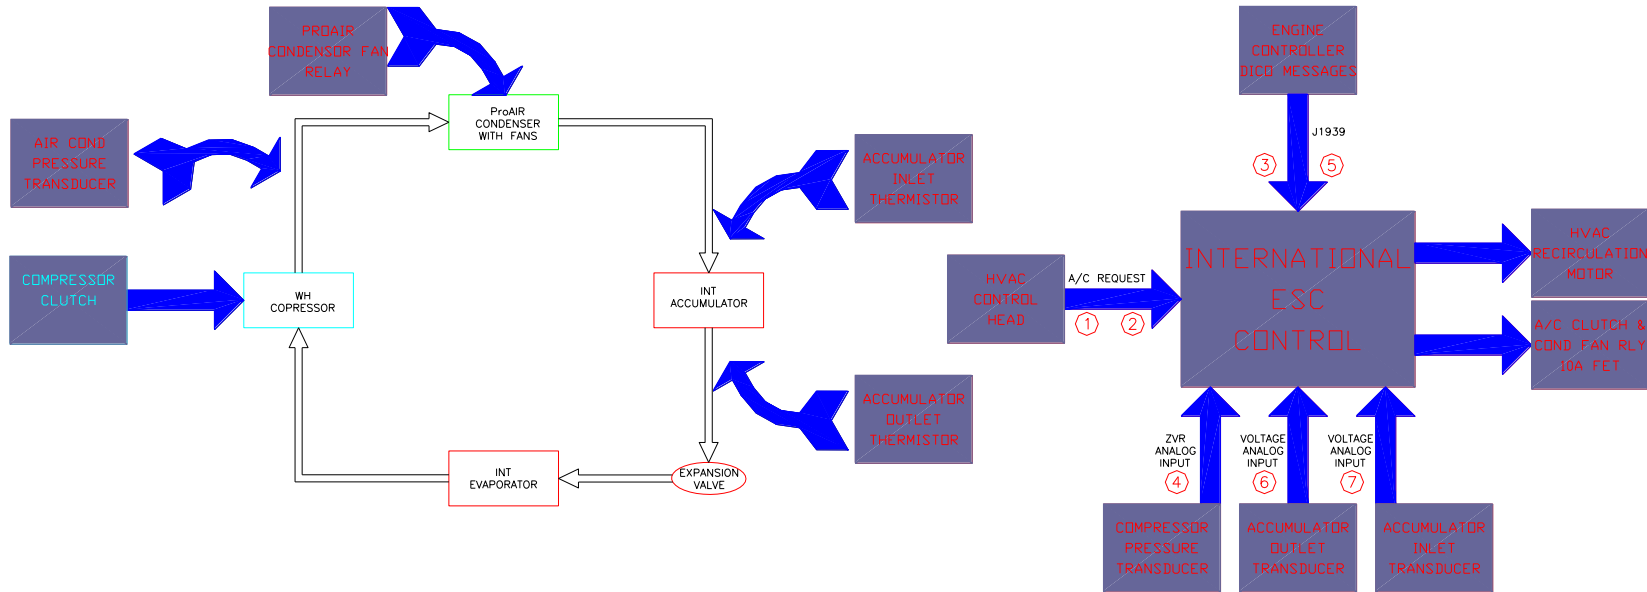 PROAIR
CONDENSOR FAN
RELAY
AIR COND
PRESSURE
TRANSDUCER
COMPRESSOR
CLUTCH
ProAIR
CONDENSER
WITH FANS
WH
COPRESSOR
ACCUMULATOR
INLET
THERMISTOR
INT
ACCUMULATOR
ACCUMULATOR
OUTLET
THERMISTOR
INT
EVAPORATOR
EXPANSION
VALVE
ENGINE
CONTROLLER
DICO MESSAGES
J1939
3
5
HVAC
CONTROL
HEAD
A/C REQUEST
1
2
INTERNATIONAL
ESC
CONTROL
HVAC
RECIRCULATION
MOTOR
A/C CLUTCH &
COND FAN RLY
10A FET
ZVR
ANALOG
INPUT
4
VOLTAGE
ANALOG
INPUT
6
VOLTAGE
ANALOG
INPUT
7
COMPRESSOR
PRESSURE
TRANSDUCER
ACCUMULATOR
OUTLET
TRANSDUCER
ACCUMULATOR
INLET
TRANSDUCER